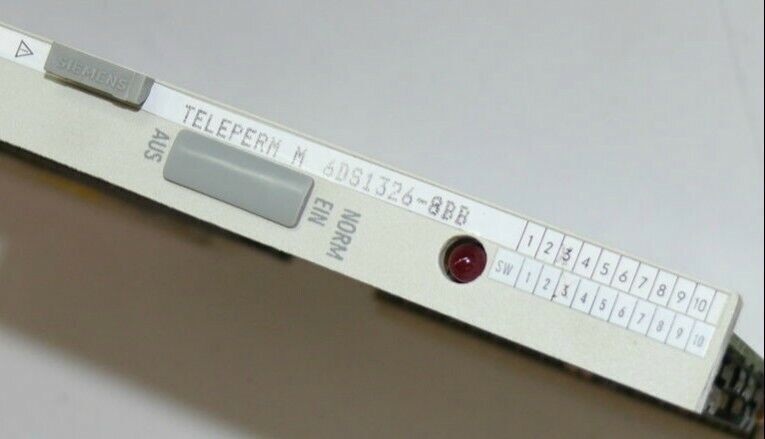 SIEMENS
TELEPERM M 6DS1326-8BB
AUS
EIN
NORM
1 2 3 4 5 6 7 8 9 10
SW 1 2 3 4 5 6 7 8 9 10